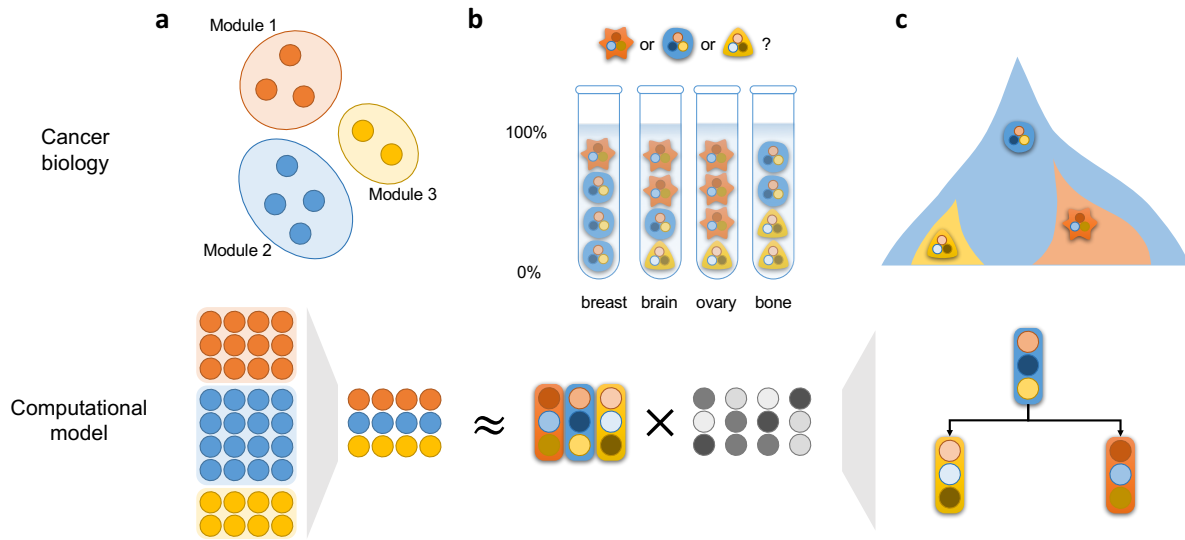 a
b
c
Module 1
Module 3
Module 2
Cancer
biology
or or ?
100%
0%
breast brain ovary bone
Computational
model
≈ ×